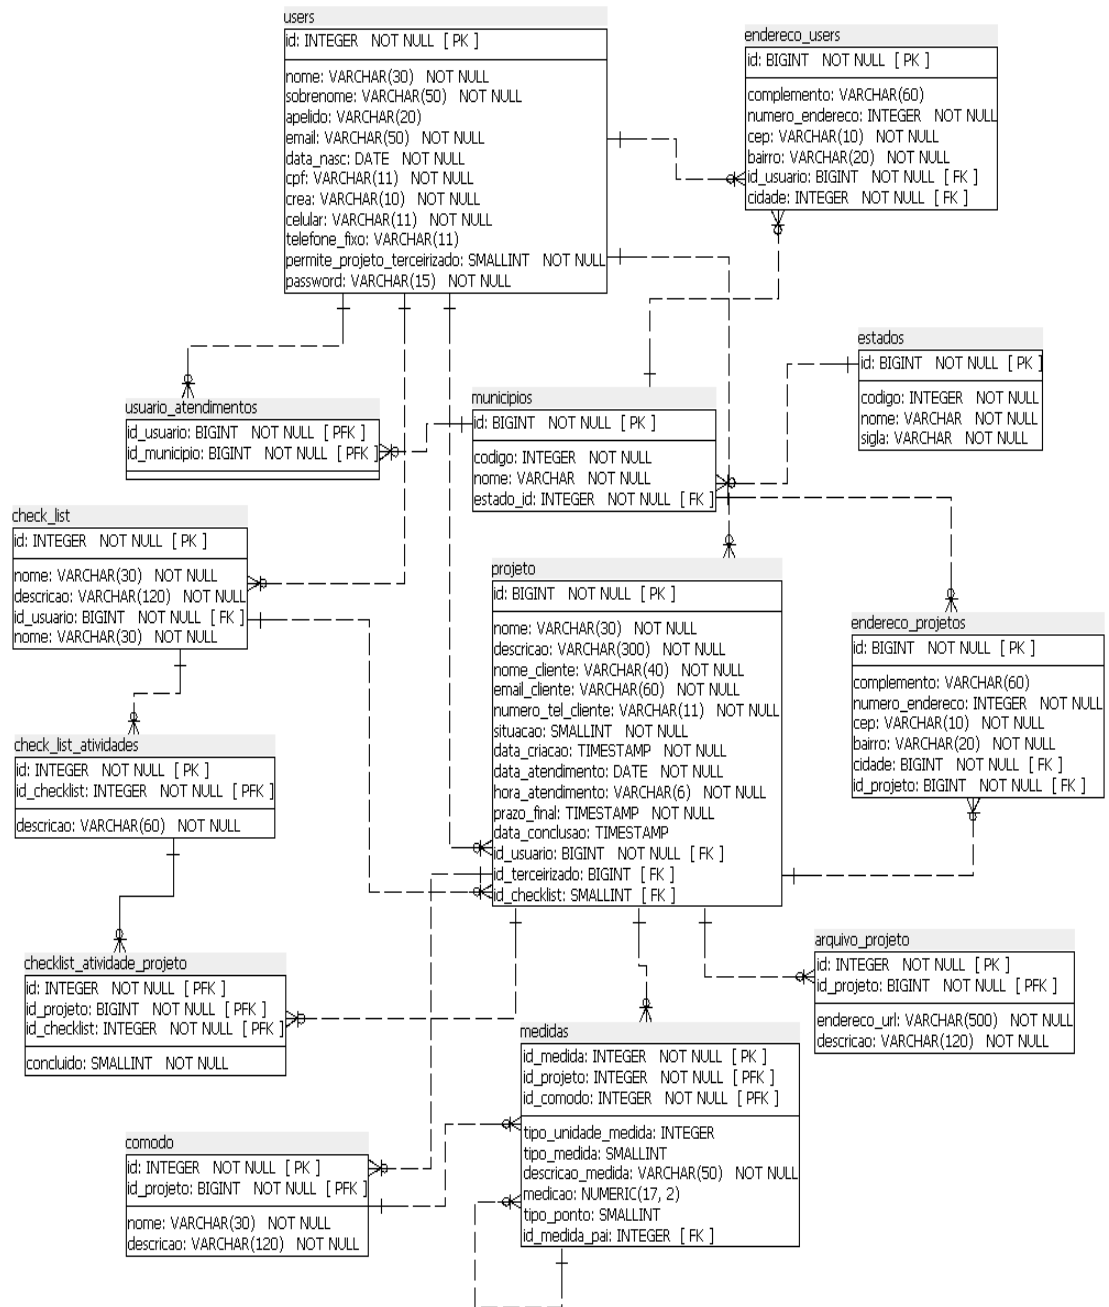 users
id: INTEGER NOT NULL [ PK ]
nome: VARCHAR(30) NOT NULL
sobrenome: VARCHAR(50) NOT NULL
apelido: VARCHAR(20)
email: VARCHAR(50) NOT NULL
data_nasc: DATE NOT NULL
cpf: VARCHAR(11) NOT NULL
crea: VARCHAR(10) NOT NULL
celular: VARCHAR(11) NOT NULL
telefone_fixo: VARCHAR(11)
permite_projeto_terceirizado: SMALLINT NOT NULL
password: VARCHAR(15) NOT NULL
endereco_users
id: BIGINT NOT NULL [ PK ]
complemento: VARCHAR(60)
numero_endereco: INTEGER NOT NULL
cep: VARCHAR(10) NOT NULL
bairro: VARCHAR(20) NOT NULL
id_usuario: BIGINT NOT NULL [ FK ]
cidade: INTEGER NOT NULL [ FK ]
estados
id: BIGINT NOT NULL [ PK ]
codigo: INTEGER NOT NULL
nome: VARCHAR NOT NULL
sigla: VARCHAR NOT NULL
usuario_atendimentos
id_usuario: BIGINT NOT NULL [ PFK ]
id_municipio: BIGINT NOT NULL [ PFK ]
municipios
id: BIGINT NOT NULL [ PK ]
codigo: INTEGER NOT NULL
nome: VARCHAR NOT NULL
estado_id: INTEGER NOT NULL [ FK ]
check_list
id: INTEGER NOT NULL [ PK ]
nome: VARCHAR(30) NOT NULL
descricao: VARCHAR(120) NOT NULL
id_usuario: BIGINT NOT NULL [ FK ]
nome: VARCHAR(30) NOT NULL
projeto
id: BIGINT NOT NULL [ PK ]
nome: VARCHAR(30) NOT NULL
descricao: VARCHAR(300) NOT NULL
nome_cliente: VARCHAR(40) NOT NULL
email_cliente: VARCHAR(60) NOT NULL
numero_tel_cliente: VARCHAR(11) NOT NULL
situacao: SMALLINT NOT NULL
data_criacao: TIMESTAMP NOT NULL
data_atendimento: DATE NOT NULL
hora_atendimento: VARCHAR(6) NOT NULL
prazo_final: TIMESTAMP NOT NULL
data_conclusao: TIMESTAMP
id_usuario: BIGINT NOT NULL [ FK ]
id_terceirizado: BIGINT [ FK ]
id_checklist: SMALLINT [ FK ]
endereco_projetos
id: BIGINT NOT NULL [ PK ]
complemento: VARCHAR(60)
numero_endereco: INTEGER NOT NULL
cep: VARCHAR(10) NOT NULL
bairro: VARCHAR(20) NOT NULL
cidade: BIGINT NOT NULL [ FK ]
id_projeto: BIGINT NOT NULL [ FK ]
check_list_atividades
id: INTEGER NOT NULL [ PK ]
id_checklist: INTEGER NOT NULL [ PFK ]
descricao: VARCHAR(60) NOT NULL
checklist_atividade_projeto
id: INTEGER NOT NULL [ PFK ]
id_projeto: BIGINT NOT NULL [ PFK ]
id_checklist: INTEGER NOT NULL [ PFK ]
concluido: SMALLINT NOT NULL
arquivo_projeto
id: INTEGER NOT NULL [ PK ]
id_projeto: BIGINT NOT NULL [ PFK ]
endereco_url: VARCHAR(500) NOT NULL
descricao: VARCHAR(120) NOT NULL
medidas
id_medida: INTEGER NOT NULL [ PK ]
id_projeto: INTEGER NOT NULL [ PFK ]
id_comodo: INTEGER NOT NULL [ PFK ]
tipo_unidade_medida: INTEGER
tipo_medida: SMALLINT
descricao_medida: VARCHAR(50) NOT NULL
medicao: NUMERIC(17, 2)
tipo_ponto: SMALLINT
id_medida_pai: INTEGER [ FK ]
comodo
id: INTEGER NOT NULL [ PK ]
id_projeto: BIGINT NOT NULL [ PFK ]
nome: VARCHAR(30) NOT NULL
descricao: VARCHAR(120) NOT NULL